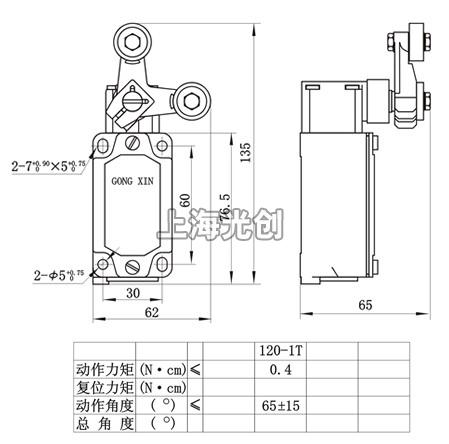 135
2-7+0.90 0×5+0.75 0
GONG XIN
60
76.5
上海光创
2-Φ5+0.75 0
30
62
65
120-1T
动作力矩 (N·cm) ≤ 0.4
复位力矩 (N·cm)
动作角度 (°) ≤ 65±15
总角度 (°)